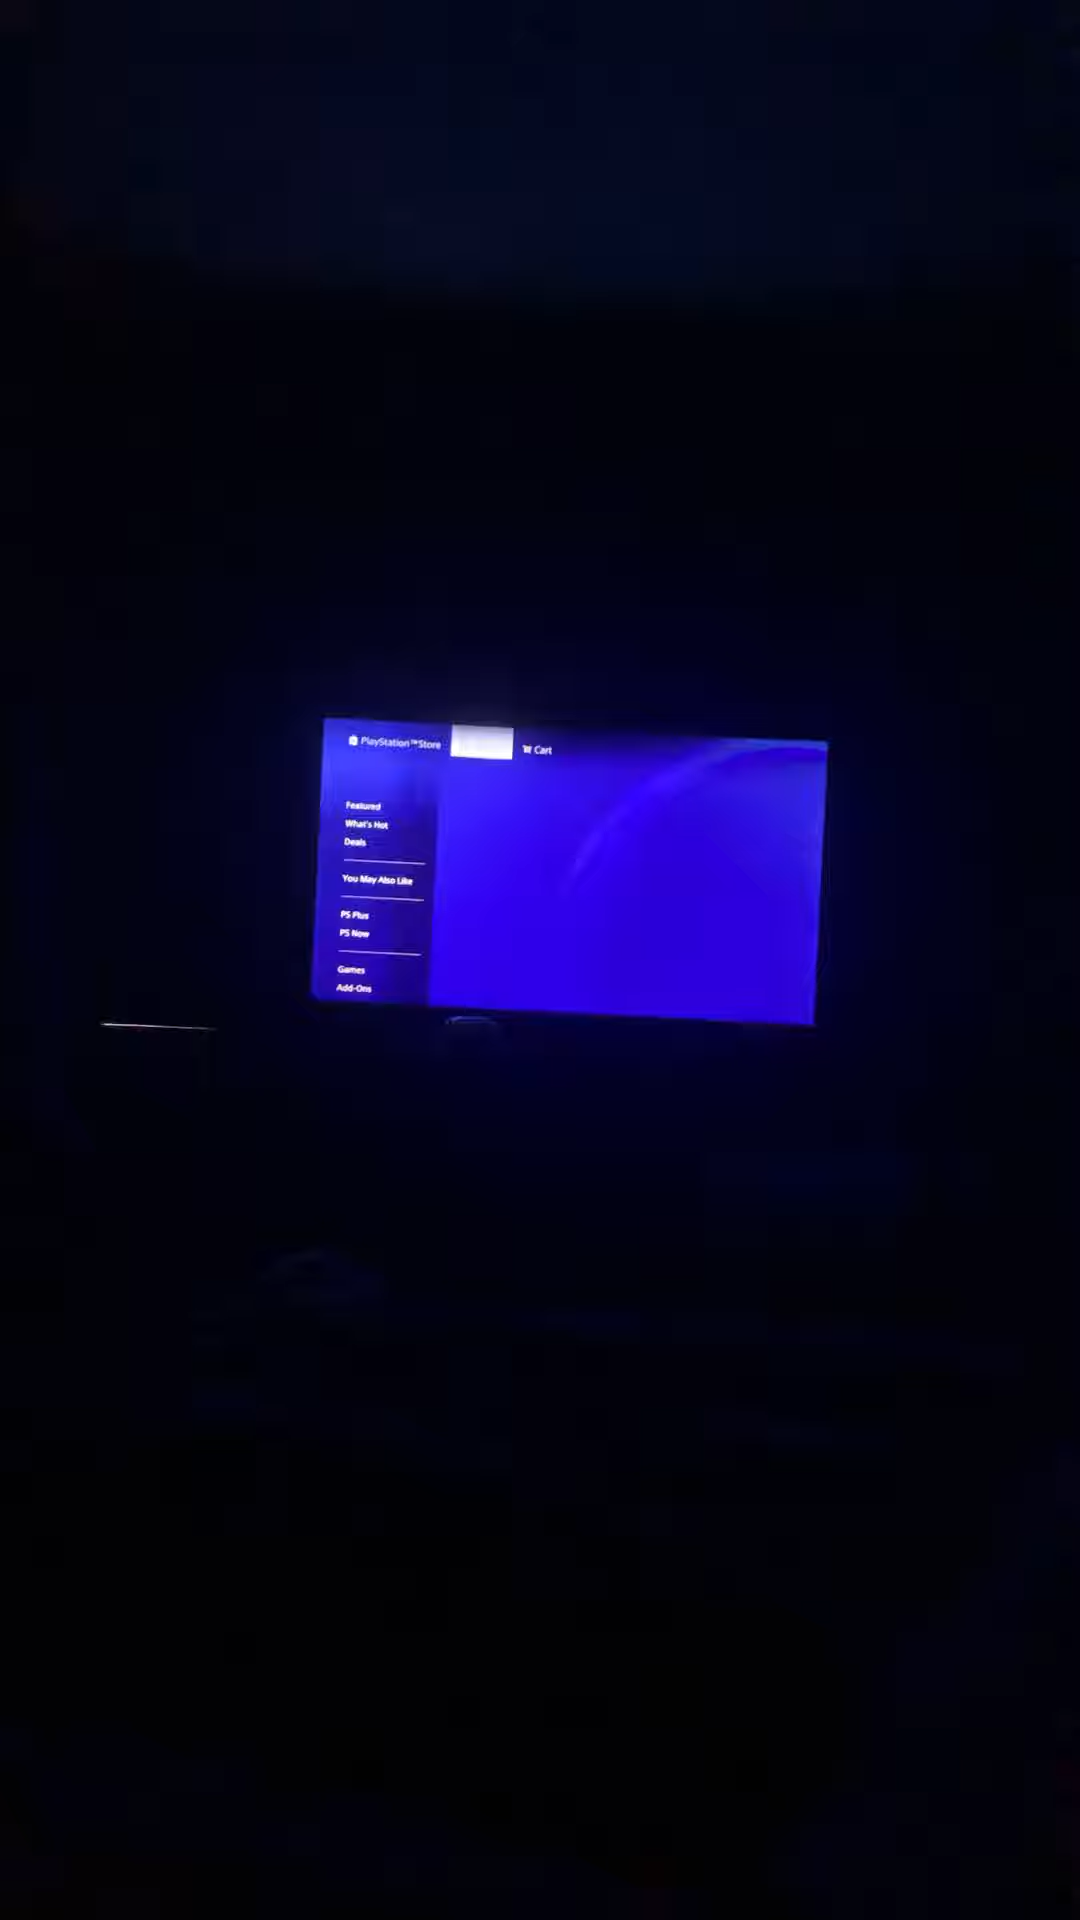 PlayStation™Store
Cart
Featured
What's Hot
Deals
You May Also Like
PS Plus
PS Now
Games
Add-Ons